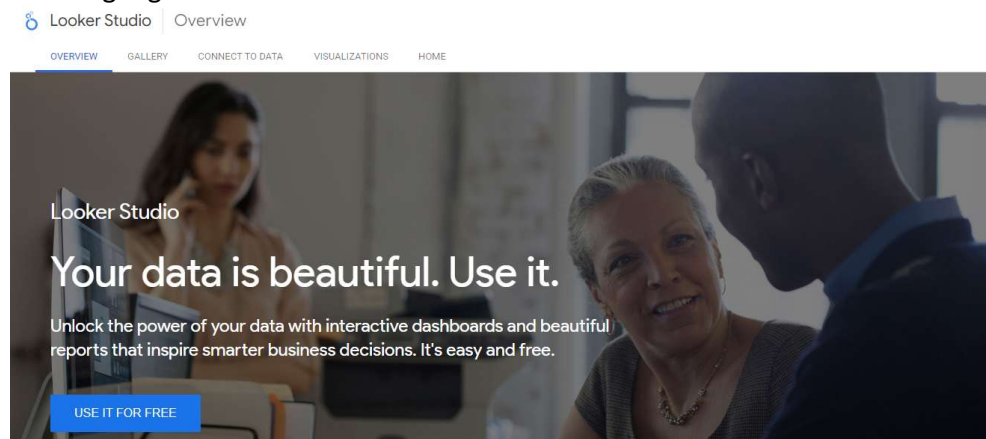 Looker Studio Overview
OVERVIEW GALLERY CONNECT TO DATA VISUALIZATIONS HOME
Looker Studio
Your data is beautiful. Use it.
Unlock the power of your data with interactive dashboards and beautiful
reports that inspire smarter business decisions. It's easy and free.
USE IT FOR FREE